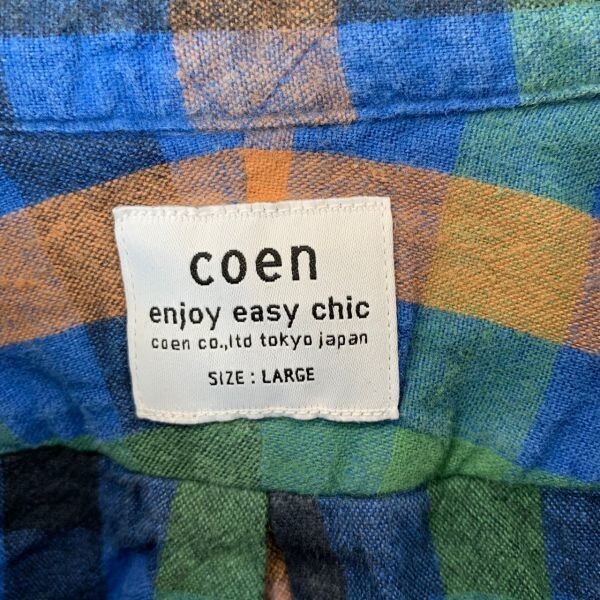 coen
enjoy easy chic
coen co.,ltd tokyo japan
SIZE : LARGE